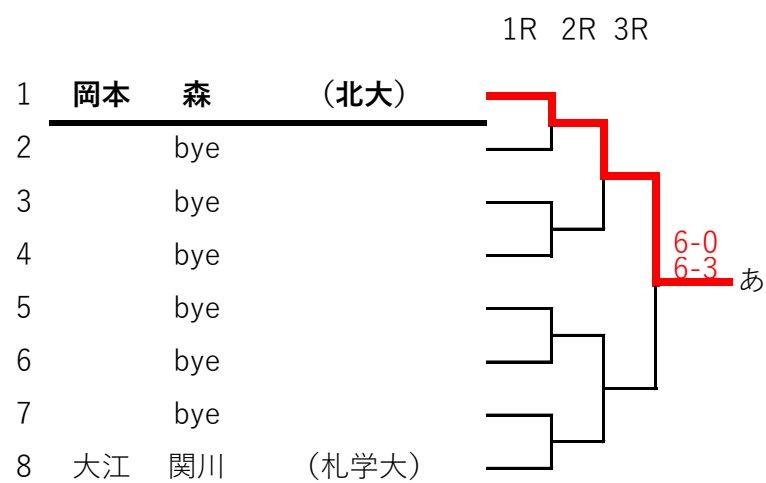 1R 2R 3R
1 岡本 森 (北大)
2 bye
3 bye
4 bye
6-0
6-3
あ
5 bye
6 bye
7 bye
8 大江 関川 (札学大)